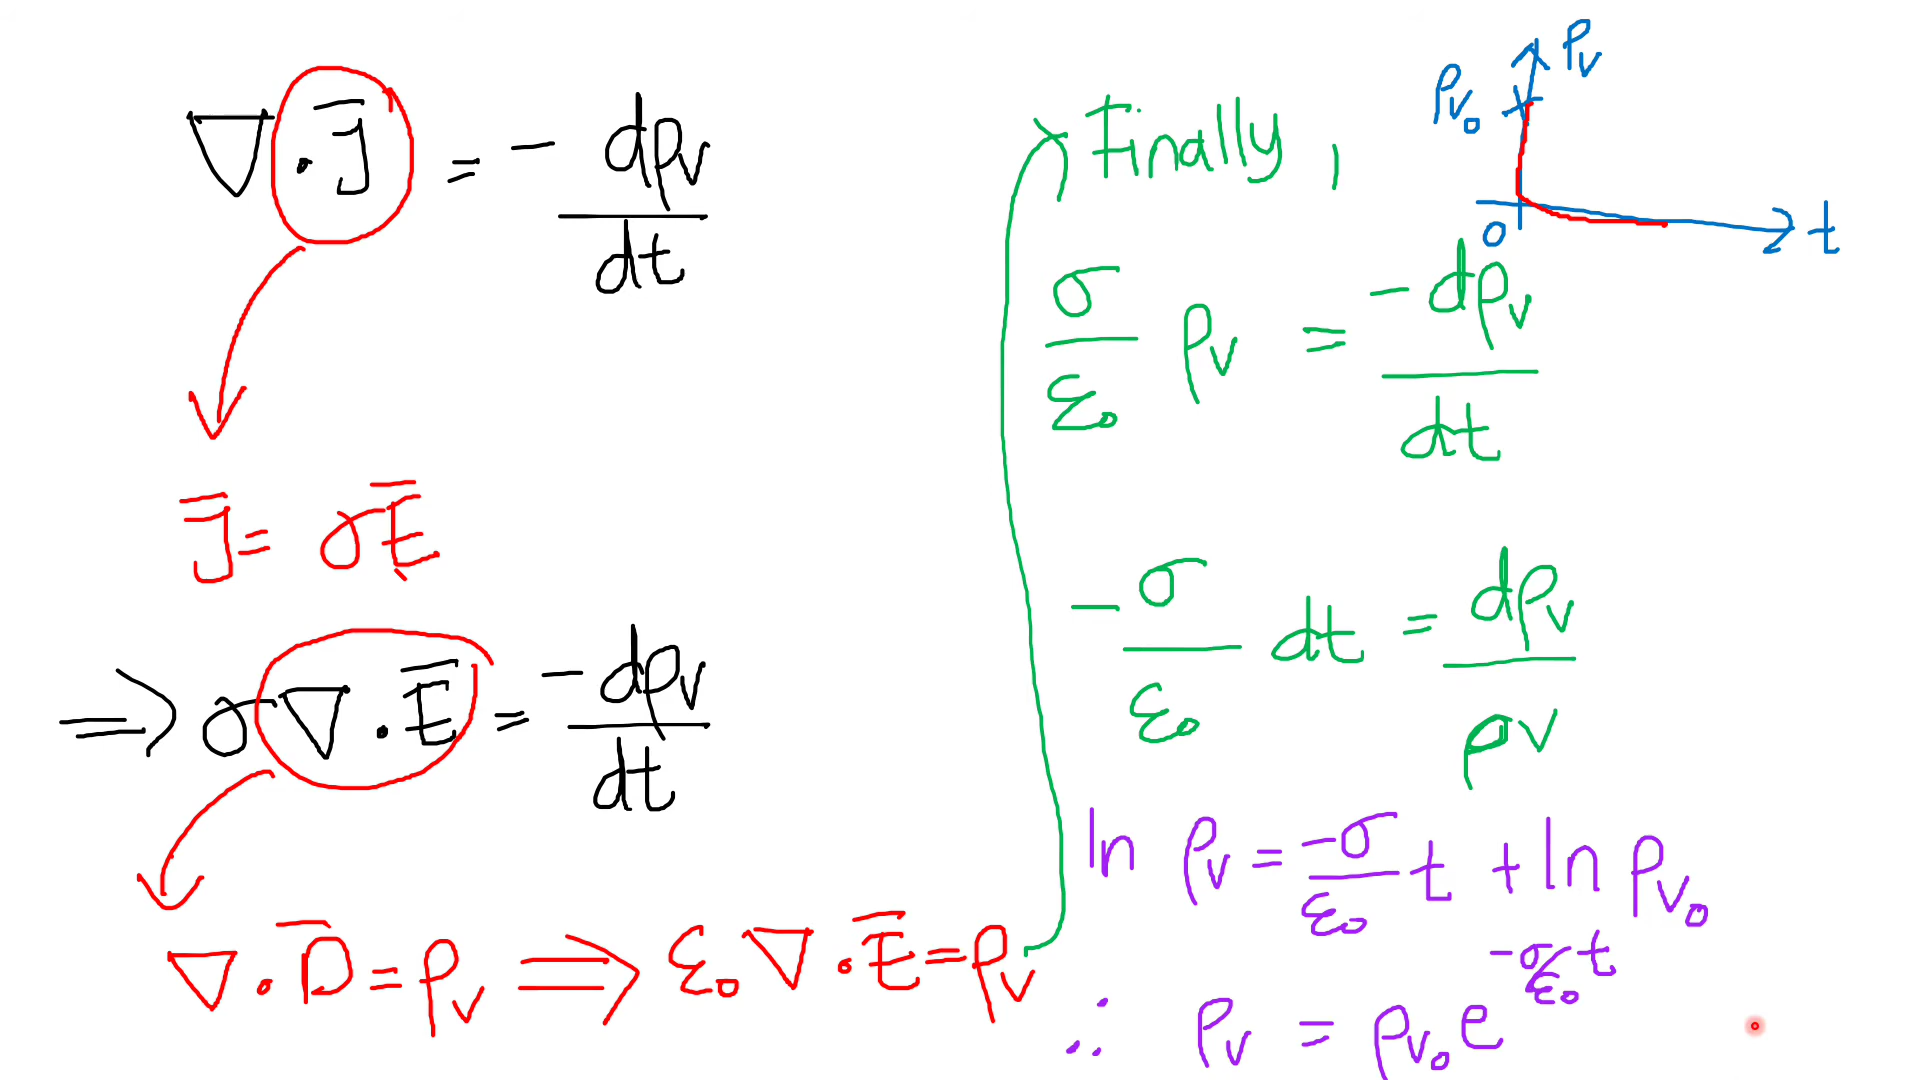 ∇ · J̅ = - dρv/dt
J̅ = σE̅
⇒ σ∇ · E̅ = -dρv/dt
∇ · D̅ = ρv ⇒ ε₀ ∇ · E̅ = ρv
Finally,
σ/ε₀ ρv = -dρv/dt
-σ/ε₀ dt = dρv/ρv
ln ρv = -σ/ε₀ t + ln ρv₀
∴ ρv = ρv₀ e^(-σ/ε₀ t)
ρv
ρv₀
0
t